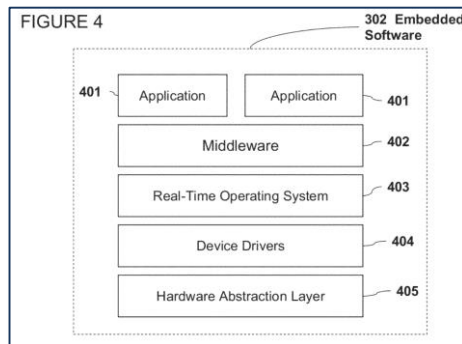 FIGURE 4
302 Embedded
Software
401 Application Application 401
Middleware 402
Real-Time Operating System 403
Device Drivers 404
Hardware Abstraction Layer 405